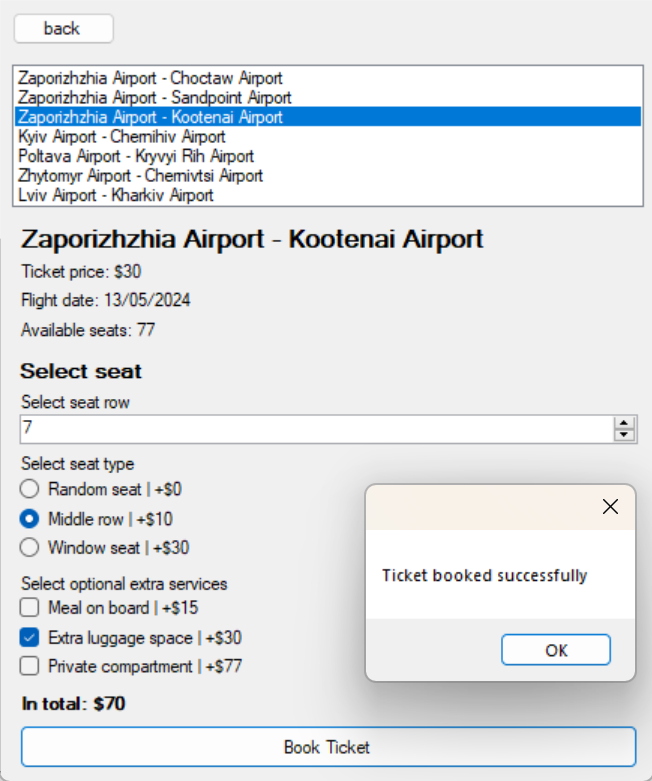 back
Zaporizhzhia Airport - Choctaw Airport
Zaporizhzhia Airport - Sandpoint Airport
Zaporizhzhia Airport - Kootenai Airport
Kyiv Airport - Chernihiv Airport
Poltava Airport - Kryvyi Rih Airport
Zhytomyr Airport - Chernivtsi Airport
Lviv Airport - Kharkiv Airport
Zaporizhzhia Airport - Kootenai Airport
Ticket price: $30
Flight date: 13/05/2024
Available seats: 77
Select seat
Select seat row
7
Select seat type
Random seat | +$0
Middle row | +$10
Window seat | +$30
Select optional extra services
Meal on board | +$15
Extra luggage space | +$30
Private compartment | +$77
In total: $70
Book Ticket
Ticket booked successfully
OK